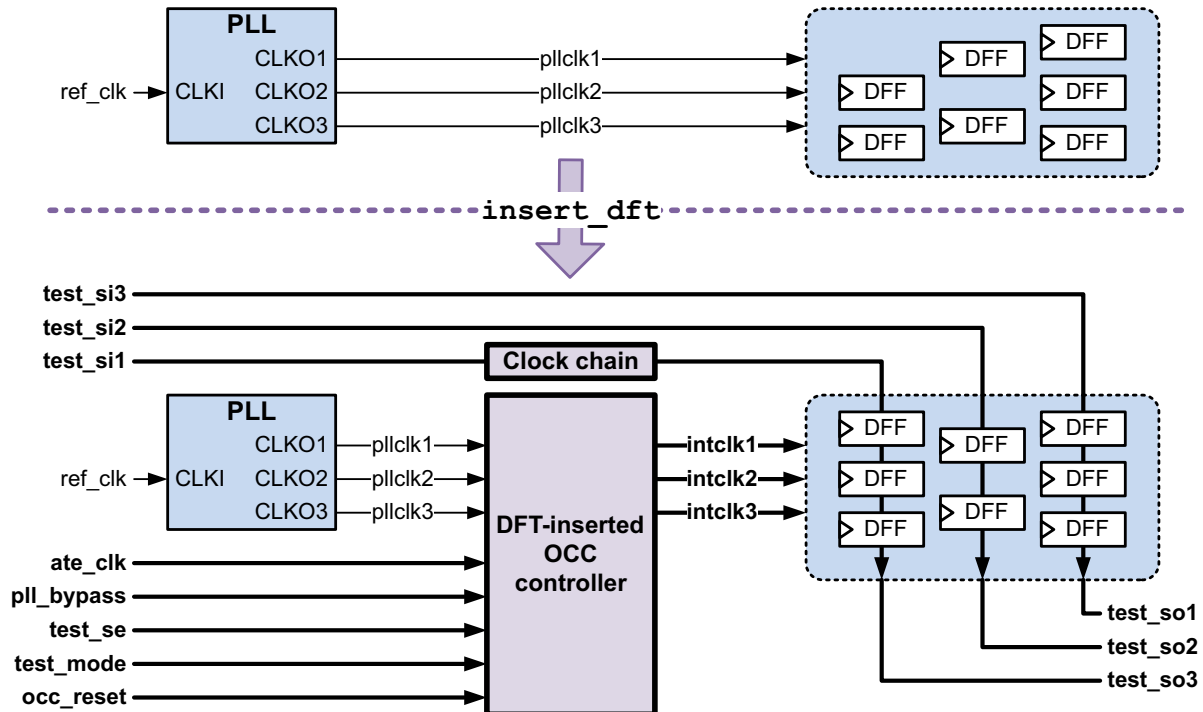 PLL
CLKO1
pllclk1
DFF
DFF
ref_clk
CLKI
CLKO2
pllclk2
DFF
DFF
CLKO3
pllclk3
DFF
DFF
DFF
insert_dft
test_si3
test_si2
test_si1
Clock chain
PLL
CLKO1
pllclk1
intclk1
DFF
DFF
DFF
ref_clk
CLKI
CLKO2
pllclk2
intclk2
DFF
DFF
CLKO3
pllclk3
intclk3
DFF
DFF
DFF
DFT-inserted
OCC
controller
ate_clk
pll_bypass
test_se
test_mode
occ_reset
test_so1
test_so2
test_so3